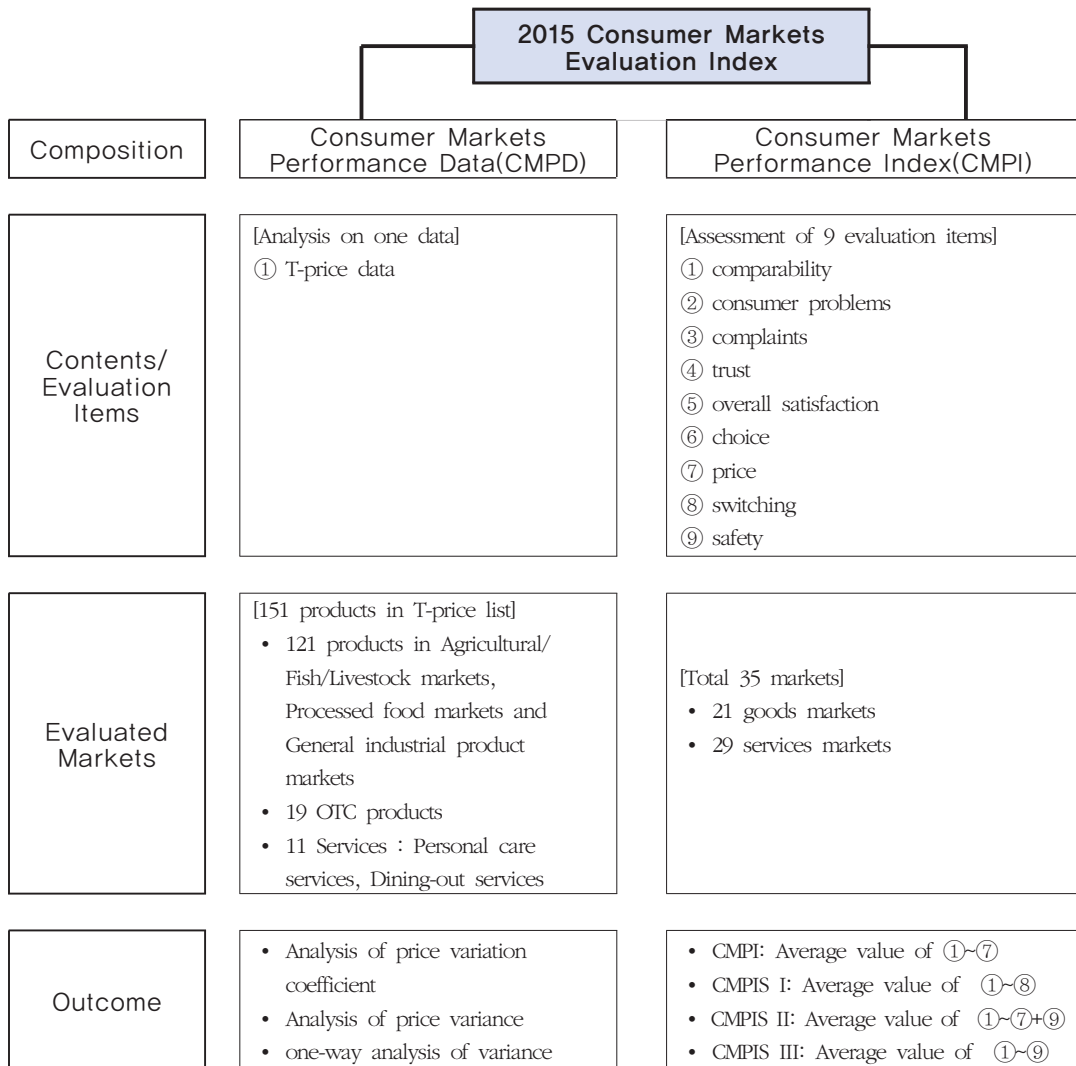 2015 Consumer Markets
Evaluation Index
Composition
Consumer Markets
Performance Data(CMPD)
Consumer Markets
Performance Index(CMPI)
Contents/
Evaluation
Items
[Analysis on one data]
① T-price data
[Assessment of 9 evaluation items]
① comparability
② consumer problems
③ complaints
④ trust
⑤ overall satisfaction
⑥ choice
⑦ price
⑧ switching
⑨ safety
Evaluated
Markets
[151 products in T-price list]
• 121 products in Agricultural/
Fish/Livestock markets,
Processed food markets and
General industrial product
markets
• 19 OTC products
• 11 Services : Personal care
services, Dining-out services
[Total 35 markets]
• 21 goods markets
• 29 services markets
Outcome
• Analysis of price variation
coefficient
• Analysis of price variance
• one-way analysis of variance
• CMPI: Average value of ①~⑦
• CMPIS I: Average value of ①~⑧
• CMPIS II: Average value of ①~⑦+⑨
• CMPIS III: Average value of ①~⑨